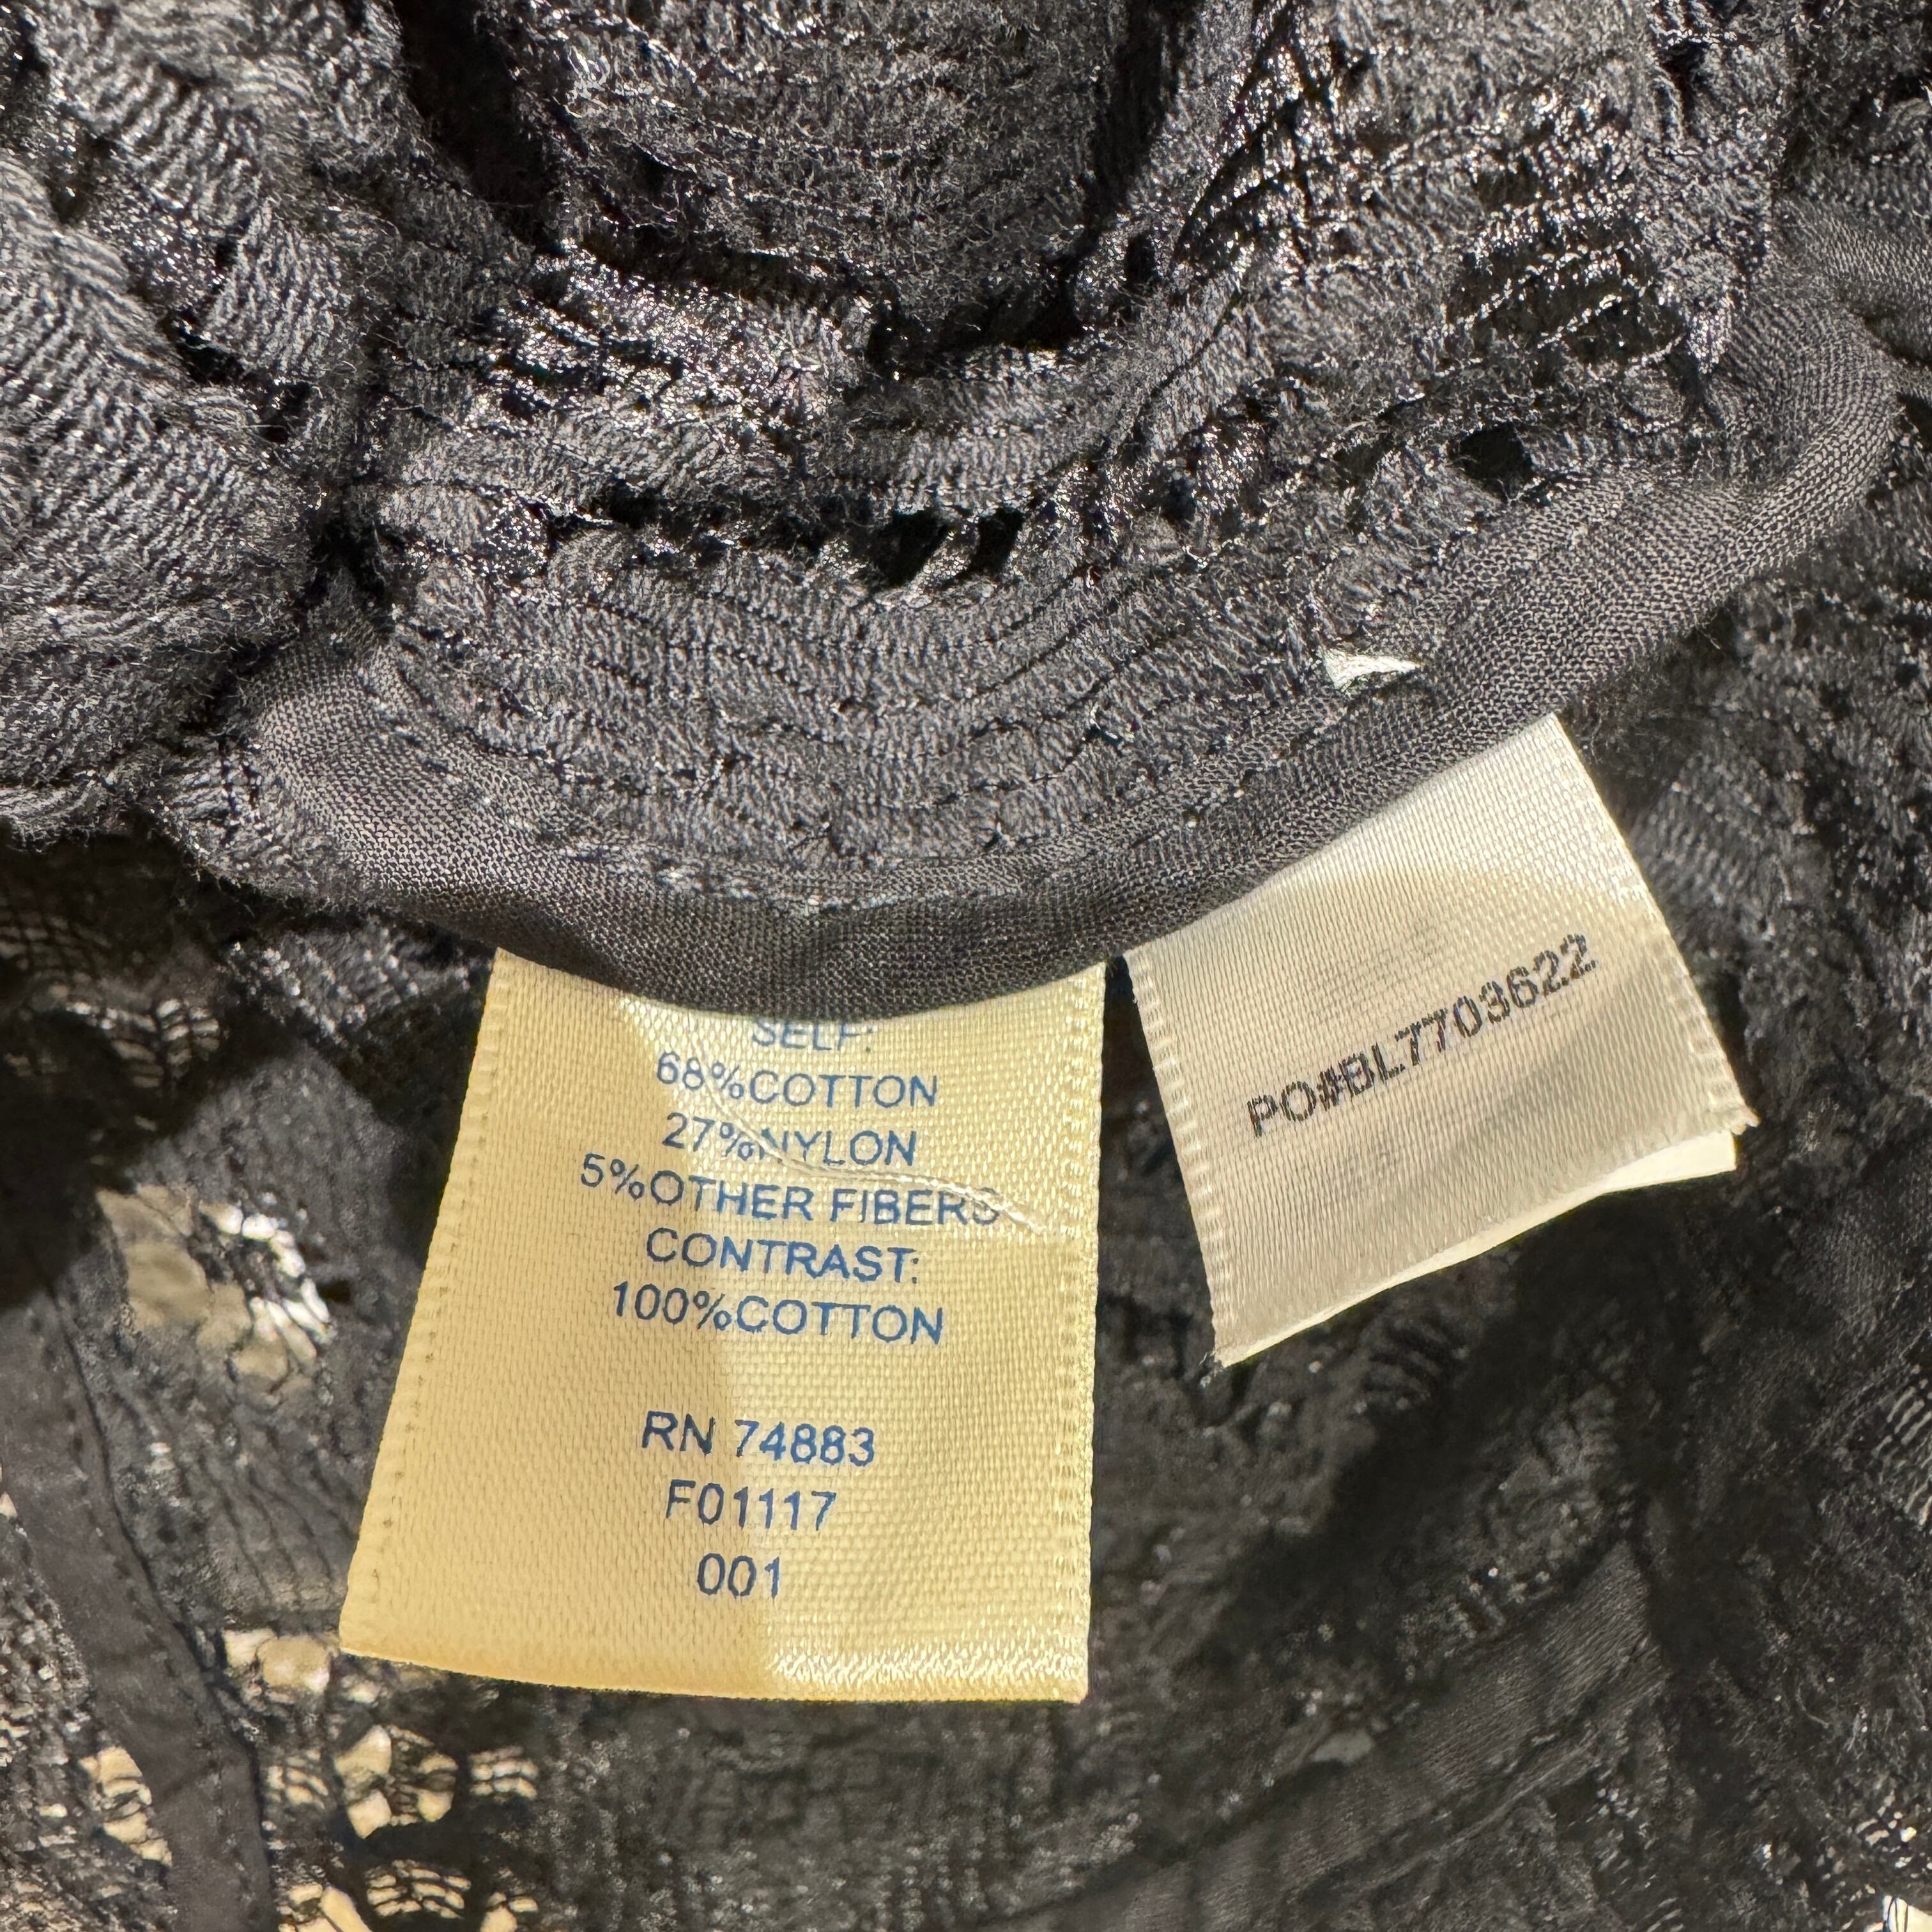 SELF:
68%COTTON
27%NYLON
5%OTHER FIBERS
CONTRAST:
100%COTTON
RN 74883
F01117
001
PO#BL7703622